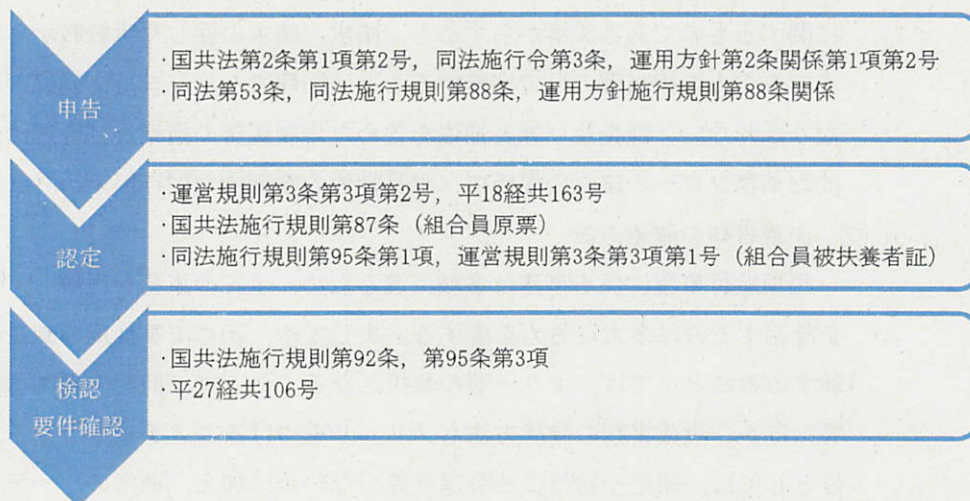 申告
・国共法第2条第1項第2号，同法施行令第3条，運用方針第2条関係第1項第2号
・同法第53条，同法施行規則第88条，運用方針施行規則第88条関係
認定
・運営規則第3条第3項第2号，平18経共163号
・国共法施行規則第87条（組合員原票）
・同法施行規則第95条第1項，運営規則第3条第3項第1号（組合員被扶養者証）
検認
要件確認
・国共法施行規則第92条，第95条第3項
・平27経共106号